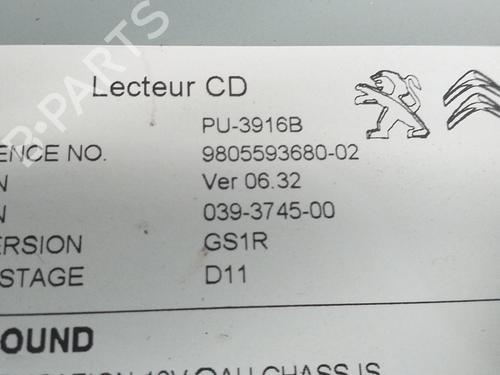 Lecteur CD
PU-3916B
ENCE NO. 9805593680-02
N Ver 06.32
N 039-3745-00
ERSION GS1R
STAGE D11
OUND
B-PARTS